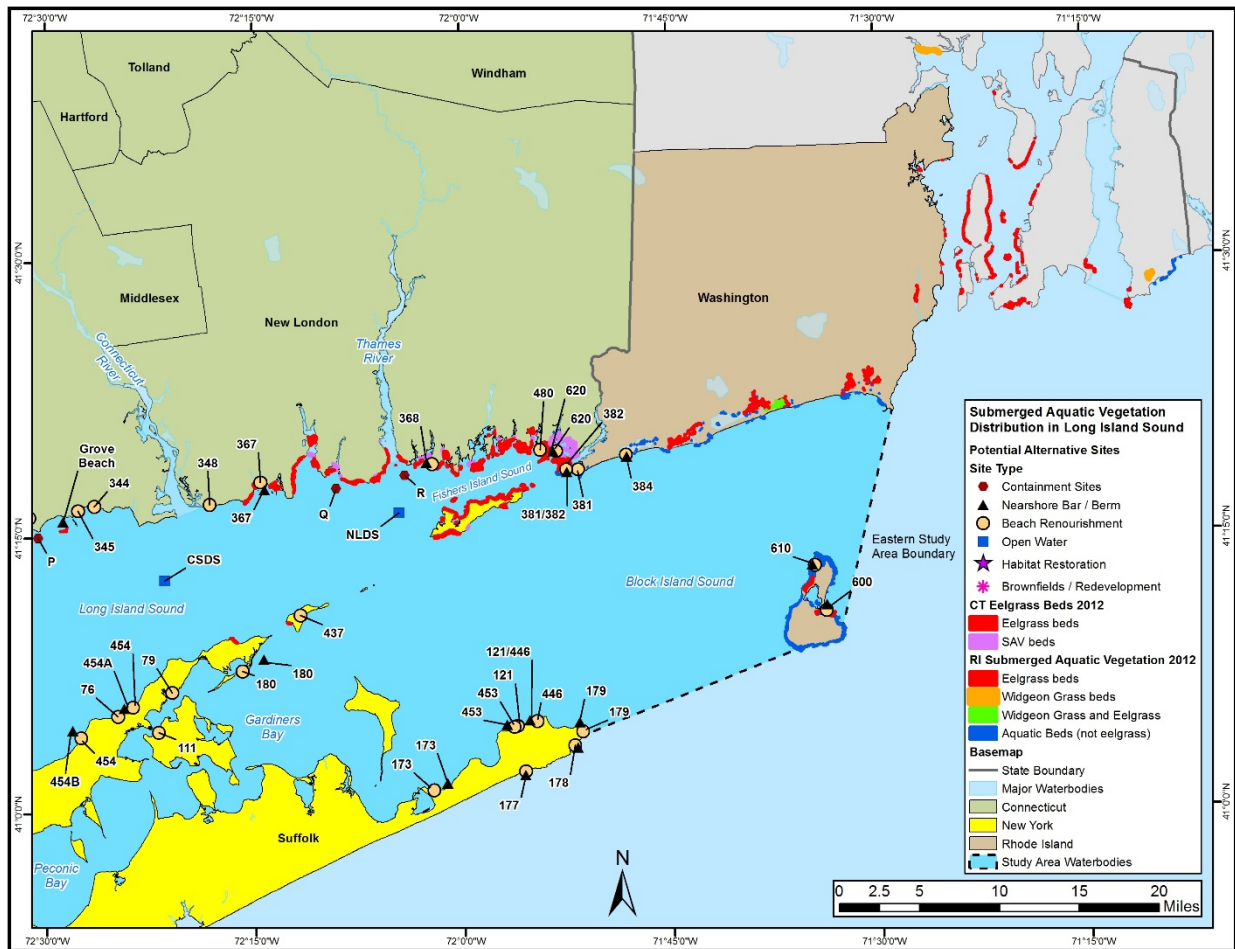 72°30'0"W
72°15'0"W
72°0'0"W
71°45'0"W
71°30'0"W
71°15'0"W
Tolland
Windham
Hartford
41°30'0"N
41°30'0"N
Middlesex
New London
Washington
Connecticut
River
Thames
River
Grove
Beach
344
348
367
368
480
620
620
382
367
345
P
Q
R
Fishers Island Sound
384
381
381/382
NLDS
CSDS
41°15'0"N
41°15'0"N
Eastern Study
Area Boundary
610
600
Long Island Sound
Block Island Sound
437
454
454A
79
76
180
180
121/446
121
446
179
453
179
453
Gardiners
Bay
111
454
454B
173
173
178
177
41°0'0"N
41°0'0"N
Suffolk
Peconic
Bay
N
Submerged Aquatic Vegetation
Distribution in Long Island Sound
Potential Alternative Sites
Site Type
Containment Sites
Nearshore Bar / Berm
Beach Renourishment
Open Water
Habitat Restoration
Brownfields / Redevelopment
CT Eelgrass Beds 2012
Eelgrass beds
SAV beds
RI Submerged Aquatic Vegetation 2012
Eelgrass beds
Widgeon Grass beds
Widgeon Grass and Eelgrass
Aquatic Beds (not eelgrass)
Basemap
State Boundary
Major Waterbodies
Connecticut
New York
Rhode Island
Study Area Waterbodies
0 2.5 5 10 15 20
Miles
72°30'0"W
72°15'0"W
72°0'0"W
71°45'0"W
71°30'0"W
71°15'0"W